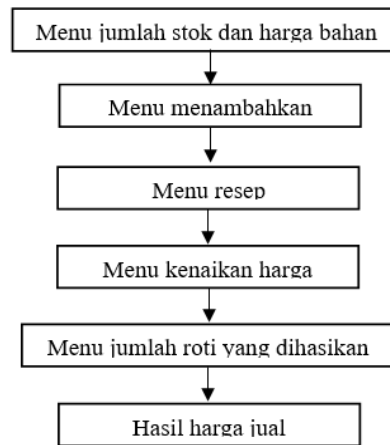 Menu jumlah stok dan harga bahan
Menu menambahkan
Menu resep
Menu kenaikan harga
Menu jumlah roti yang dihasikan
Hasil harga jual